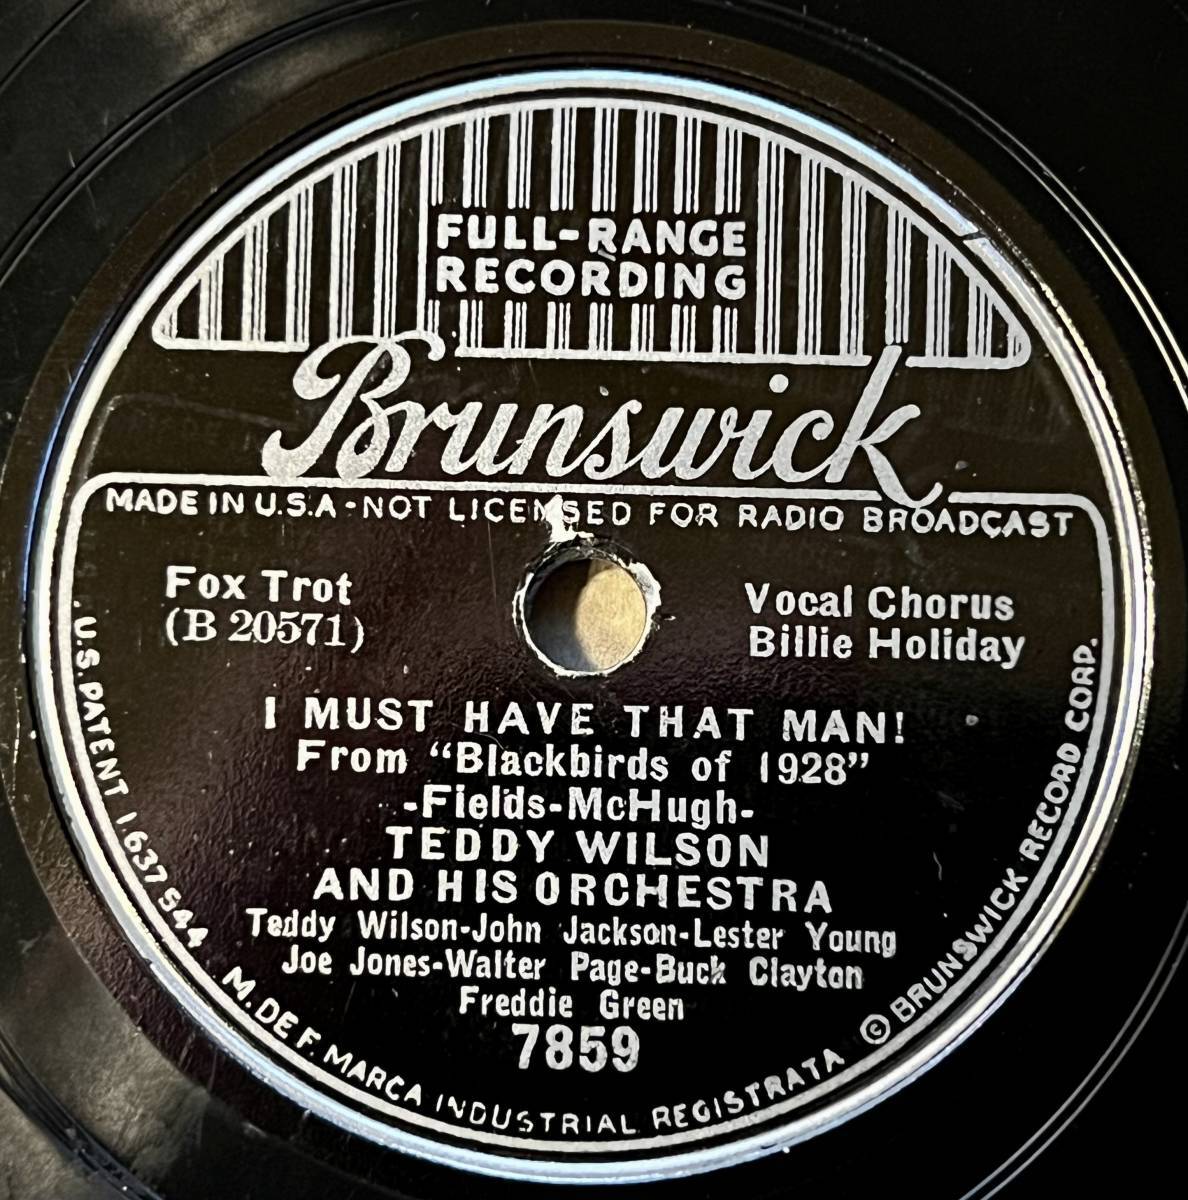 FULL-RANGE
RECORDING
Brunswick
MADE IN U.S.A • NOT LICENSED FOR RADIO BROADCAST
Fox Trot
(B 20571)
Vocal Chorus
Billie Holiday
I MUST HAVE THAT MAN!
From “Blackbirds of 1928”
-Fields-McHugh-
TEDDY WILSON
AND HIS ORCHESTRA
Teddy Wilson-John Jackson-Lester Young
Joe Jones-Walter Page-Buck Clayton
Freddie Green
7859
U.S. PATENT 1.637 544
M. DE F. MARCA INDUSTRIAL REGISTRATA
© BRUNSWICK RECORD CORP.